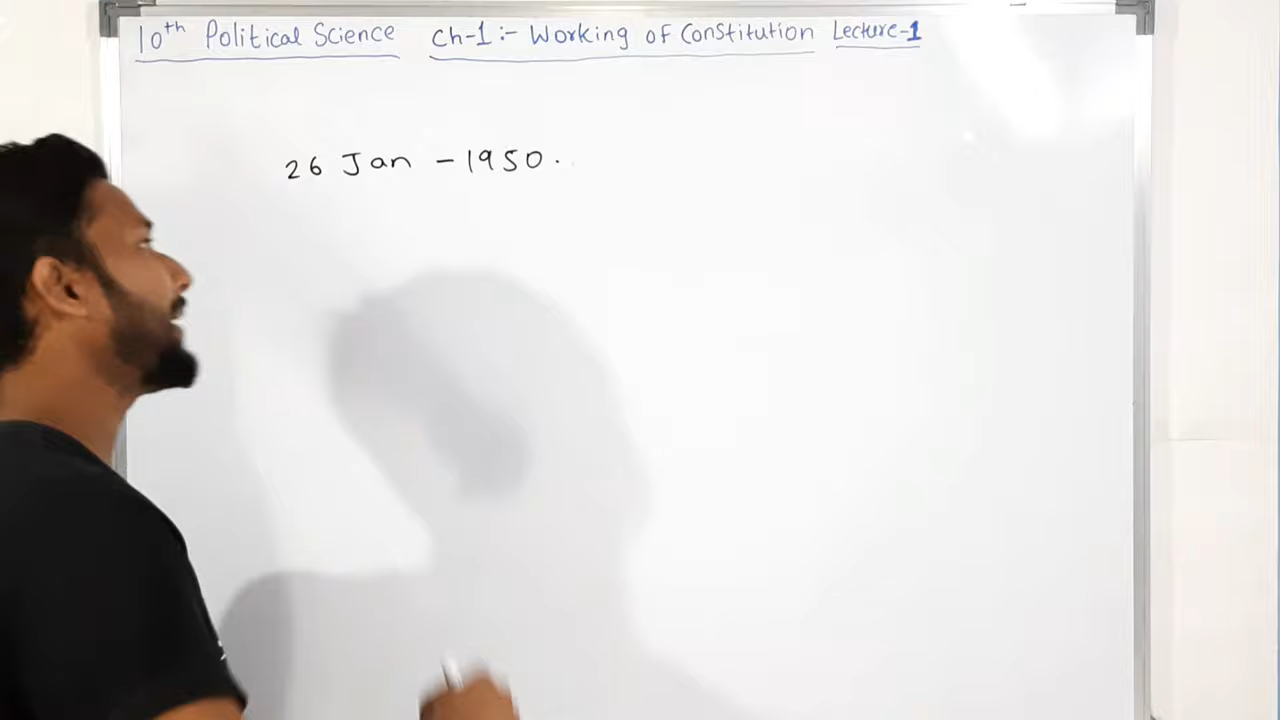 10th Political Science Ch-1:- Working of Constitution Lecture-1
26 Jan - 1950.